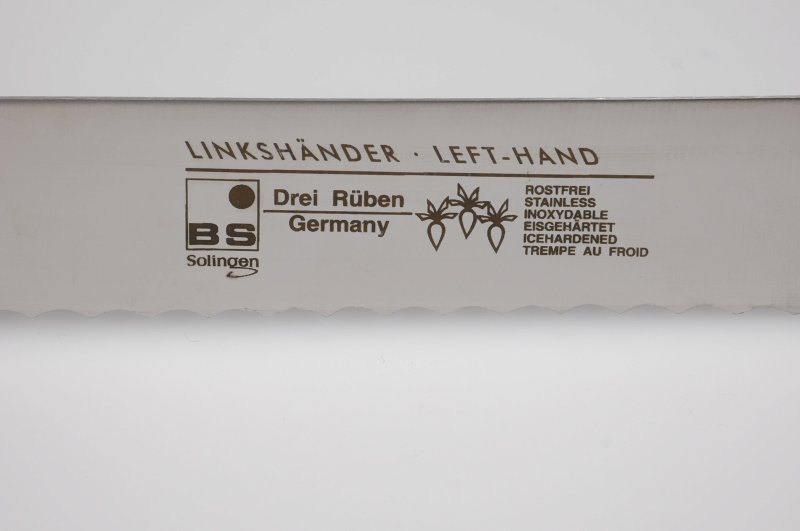 LINKSHÄNDER · LEFT-HAND
BS
Solingen
Drei Rüben
Germany
ROSTFREI
STAINLESS
INOXYDABLE
EISGEHÄRTET
ICEHARDENED
TREMPE AU FROID